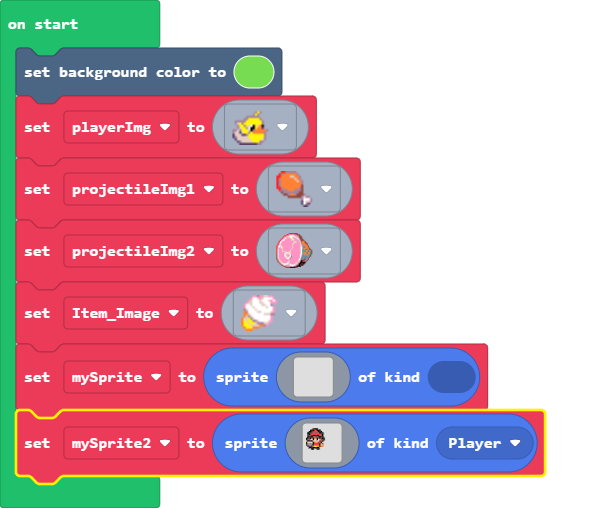 on start
set background color to
set playerImg to
set projectileImg1 to
set projectileImg2 to
set Item_Image to
set mySprite to sprite of kind
set mySprite2 to sprite of kind Player